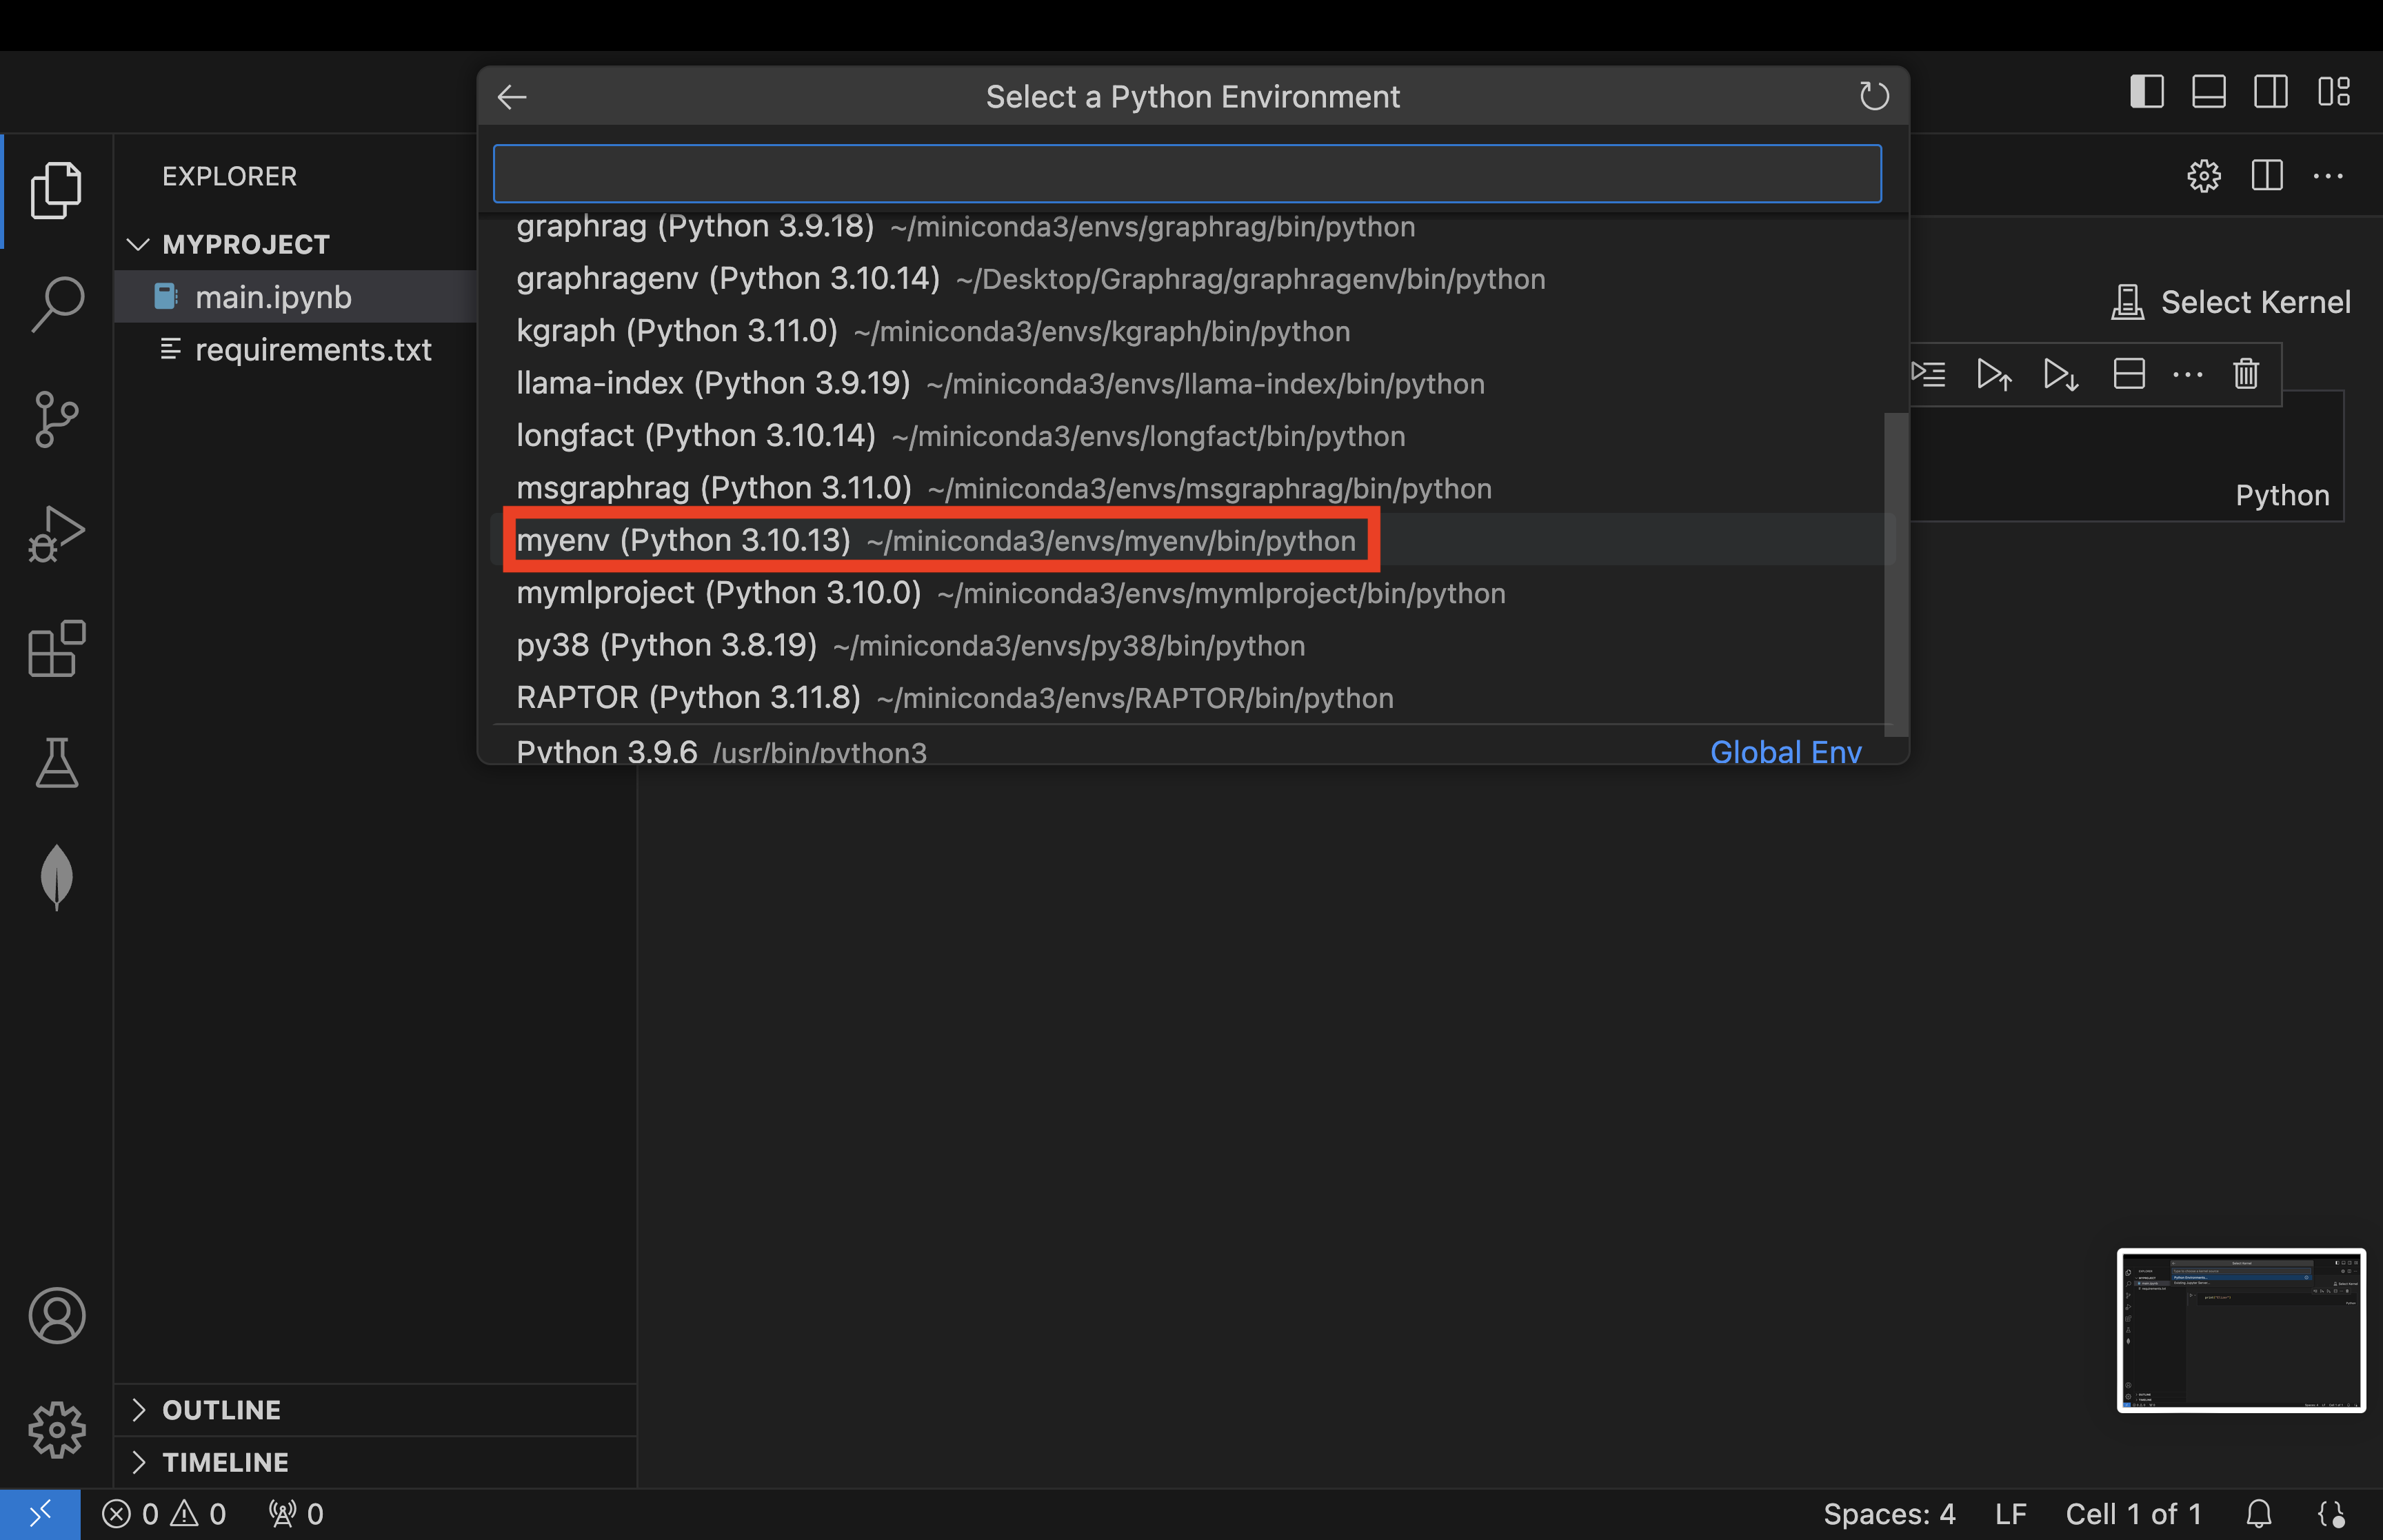 Select a Python Environment
EXPLORER
MYPROJECT
main.ipynb
requirements.txt
graphrag (Python 3.9.18) ~/miniconda3/envs/graphrag/bin/python
graphragenv (Python 3.10.14) ~/Desktop/Graphrag/graphragenv/bin/python
kgraph (Python 3.11.0) ~/miniconda3/envs/kgraph/bin/python
llama-index (Python 3.9.19) ~/miniconda3/envs/llama-index/bin/python
longfact (Python 3.10.14) ~/miniconda3/envs/longfact/bin/python
msgraphrag (Python 3.11.0) ~/miniconda3/envs/msgraphrag/bin/python
myenv (Python 3.10.13) ~/miniconda3/envs/myenv/bin/python
mymlproject (Python 3.10.0) ~/miniconda3/envs/mymlproject/bin/python
py38 (Python 3.8.19) ~/miniconda3/envs/py38/bin/python
RAPTOR (Python 3.11.8) ~/miniconda3/envs/RAPTOR/bin/python
Python 3.9.6 /usr/bin/python3 Global Env
Select Kernel
Python
OUTLINE
TIMELINE
0 0 0
Spaces: 4 LF Cell 1 of 1